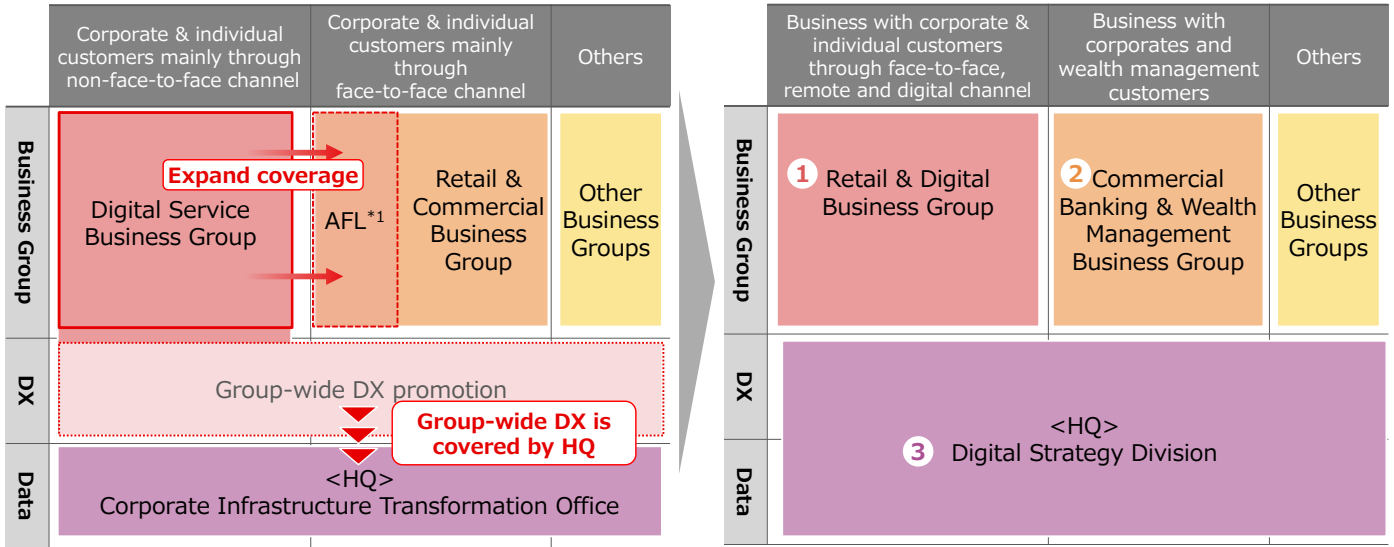 Corporate & individual
customers mainly through
non-face-to-face channel
Corporate & individual
customers mainly
through
face-to-face channel
Others
Business Group
Digital Service
Business Group
Expand coverage
AFL*1
Retail &
Commercial
Business
Group
Other
Business
Groups
DX
Group-wide DX promotion
Group-wide DX is
covered by HQ
Data
<HQ>
Corporate Infrastructure Transformation Office
Business with corporate &
individual customers
through face-to-face,
remote and digital channel
Business with
corporates and
wealth management
customers
Others
Business Group
1 Retail & Digital
Business Group
2 Commercial
Banking & Wealth
Management
Business Group
Other
Business
Groups
DX
Data
<HQ>
3 Digital Strategy Division